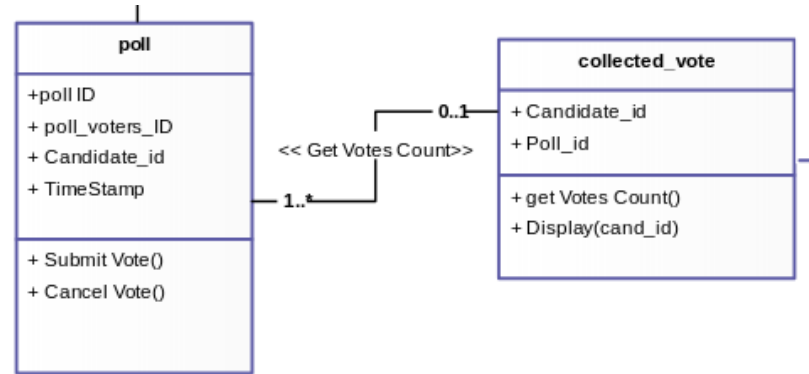 poll
+poll ID
+ poll_voters_ID
+ Candidate_id
+ TimeStamp
+ Submit Vote()
+ Cancel Vote()
<< Get Votes Count>>
1..*
0..1
collected_vote
+ Candidate_id
+ Poll_id
+ get Votes Count()
+ Display(cand_id)